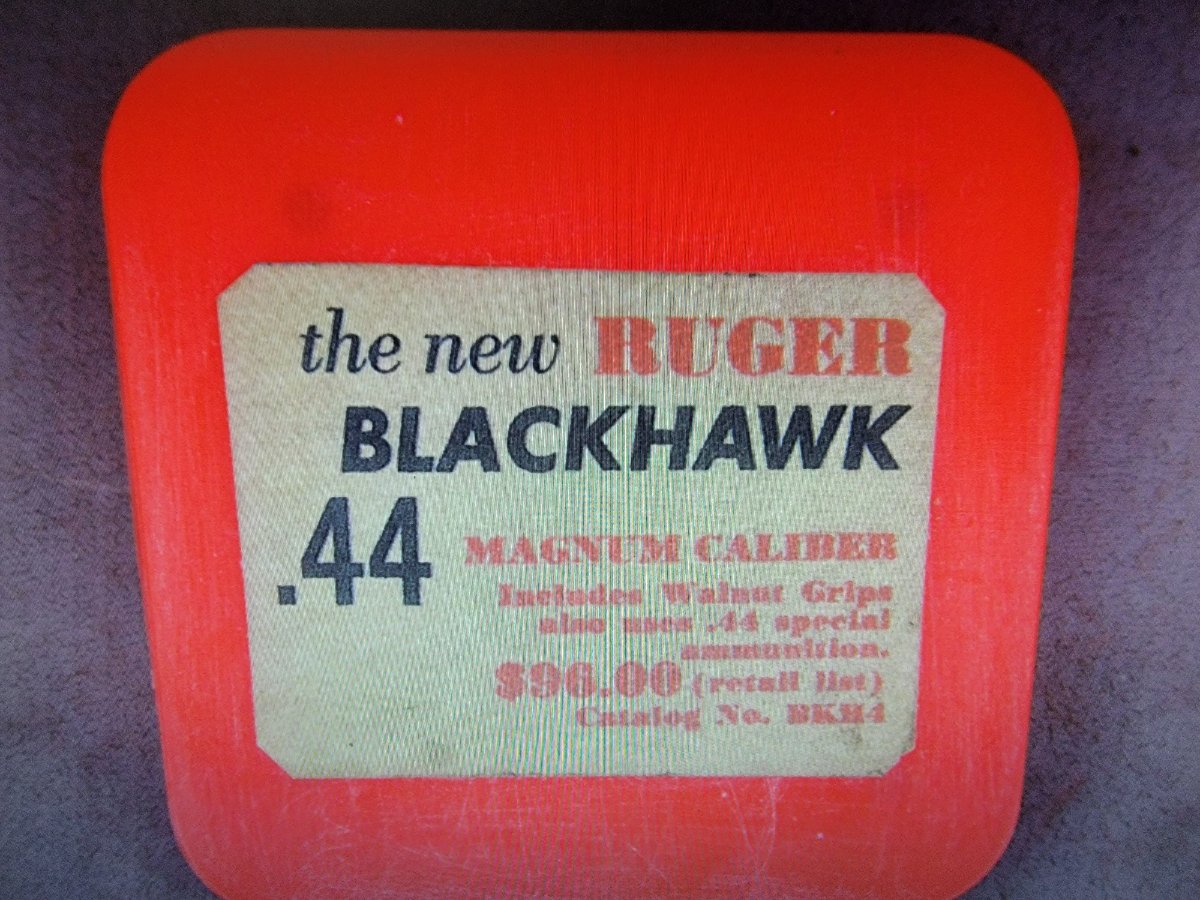 the new RUGER
BLACKHAWK
.44 MAGNUM CALIBER
Includes Walnut Grips
also uses .44 special
ammunition.
$96.00 (retail list)
Catalog No. BKH4